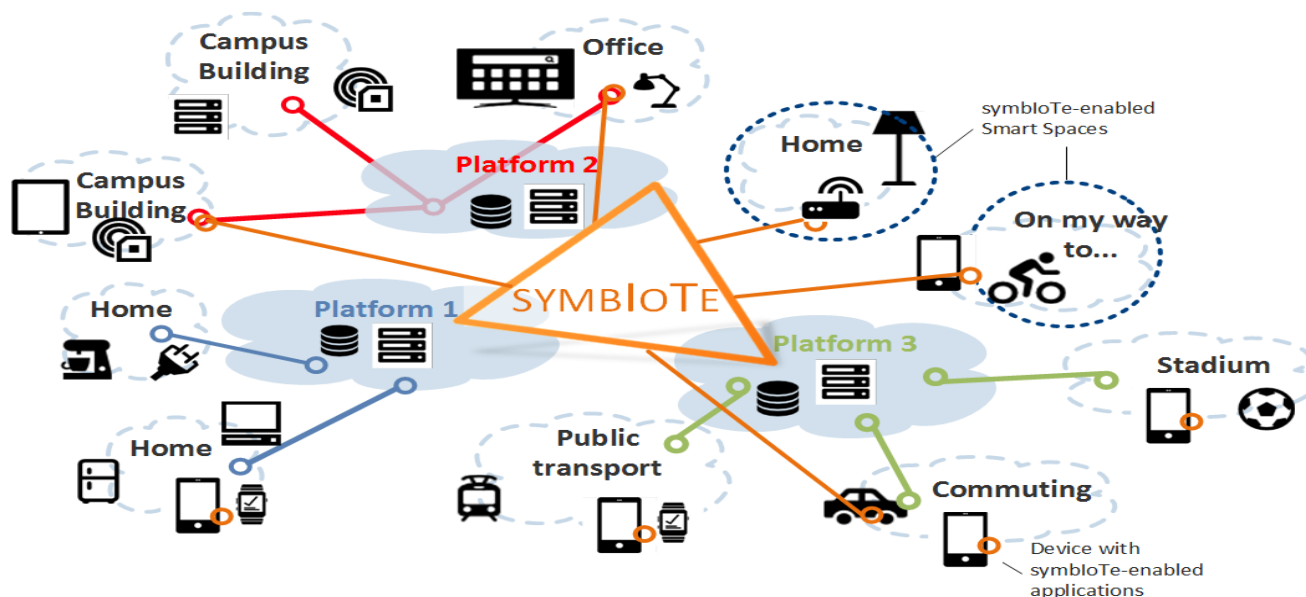 Campus
Building
Office
symbIoTe-enabled
Smart Spaces
Home
Platform 2
Campus
Building
On my way
to...
SYMBIOTE
Home
Platform 1
Platform 3
Stadium
Home
Public
transport
Commuting
Device with
symbIoTe-enabled
applications